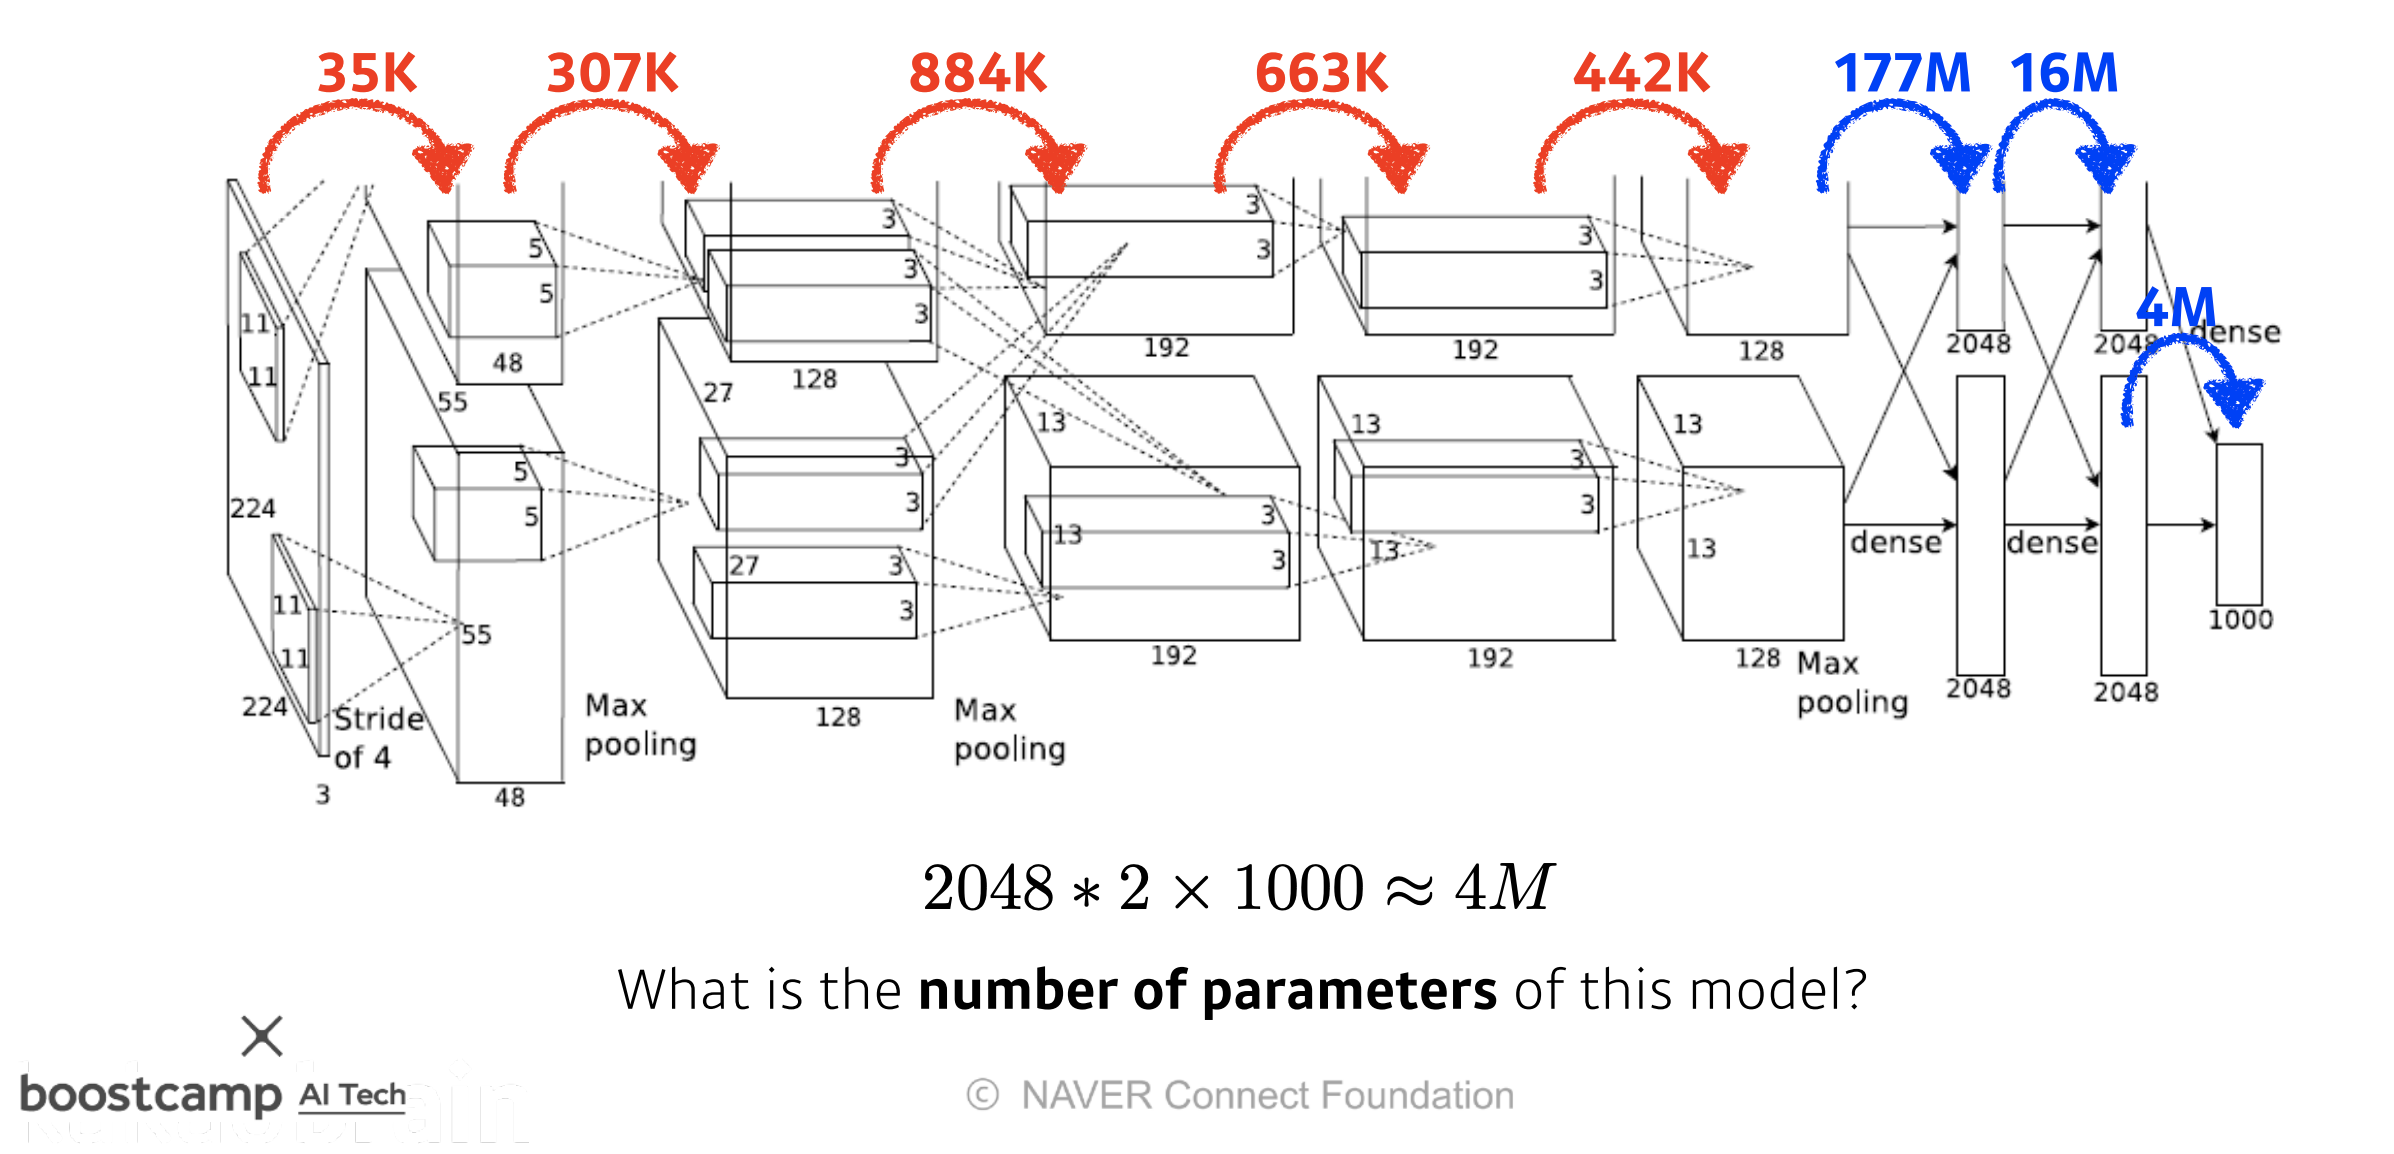 35K 307K 884K 663K 442K 177M 16M
3 3 3
5 3 3 3
11 5 3 3
4M
48 192 192 128 2048 2048 dense
11 128
55 27 13 13 13
5 3 3
5 3 3
224 3
13 13 13 dense dense
27 3 3
11 3
55 1000
11 192 192 128 Max
pooling
2048 2048
224 Stride
of 4
Max
pooling
128
Max
pooling
3 48
2048 * 2 × 1000 ≈ 4M
What is the number of parameters of this model?
boostcamp AI Tech
© NAVER Connect Foundation